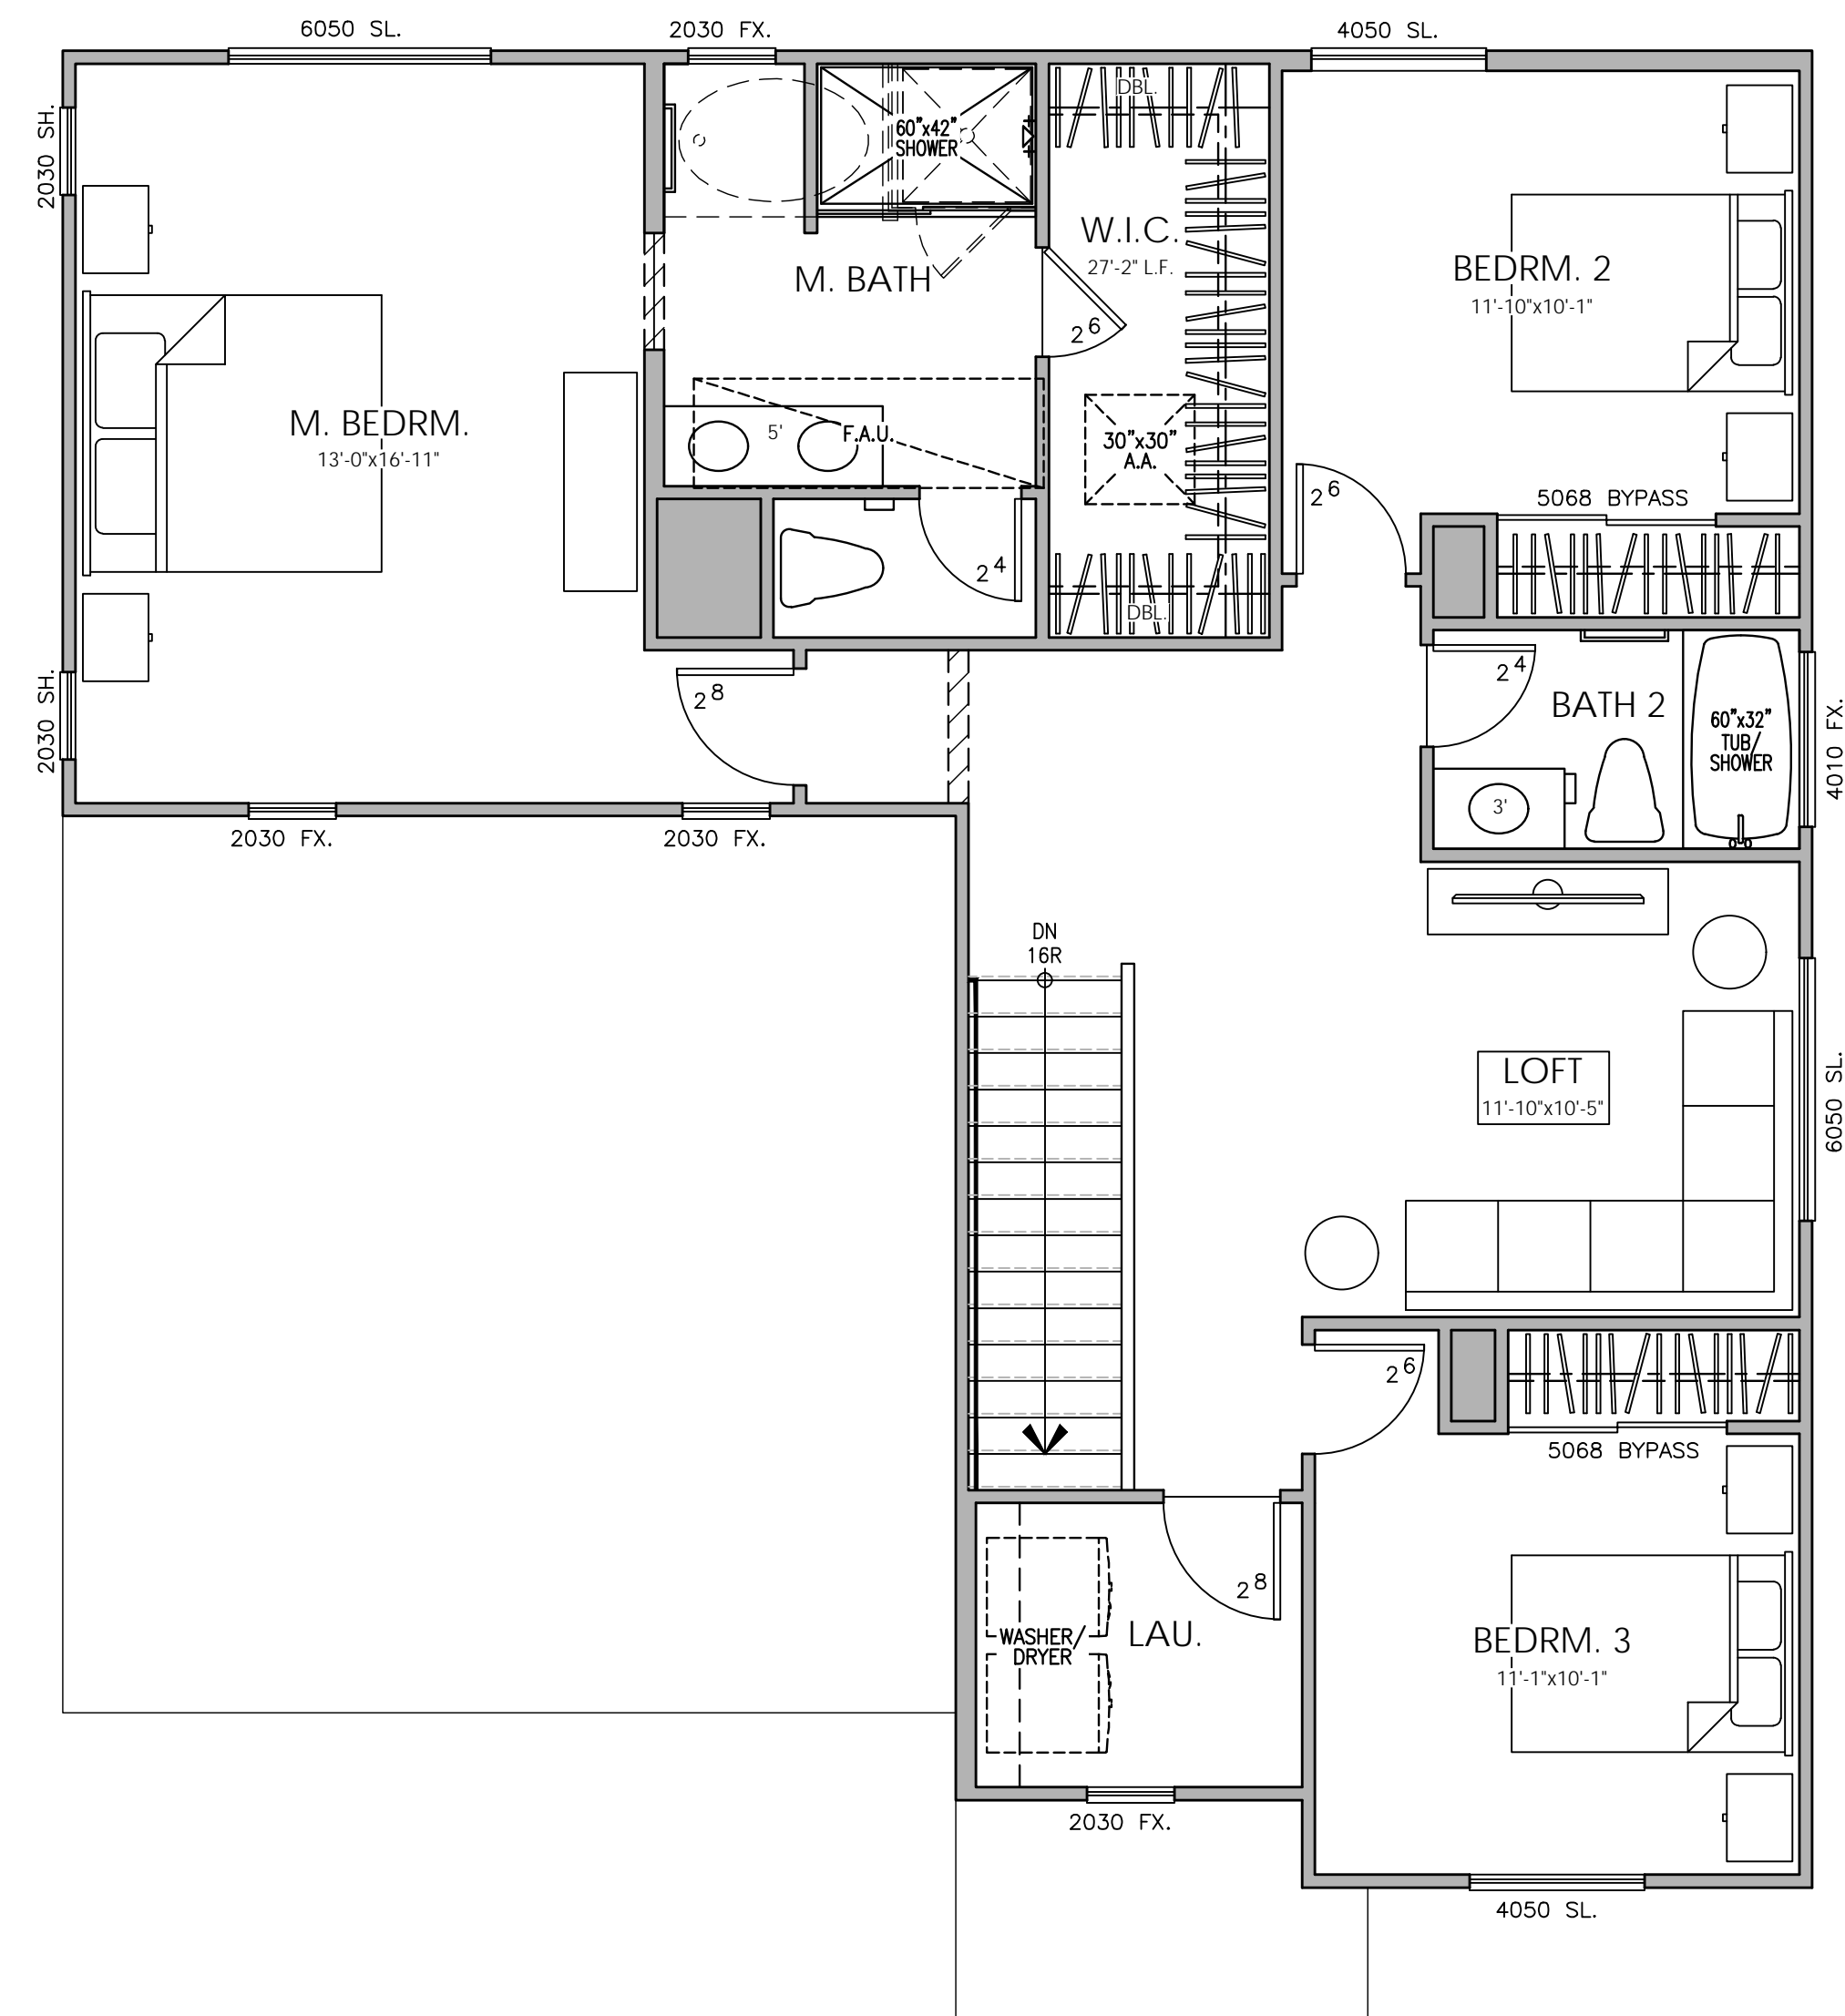 6050 SL.
2030 FX.
4050 SL.
2030 SH.
DBL.
60"x42"
SHOWER
W.I.C.
27'-2" L.F.
M. BATH
BEDRM. 2
11'-10"x10'-1"
2 6
M. BEDRM.
13'-0"x16'-11"
5'
F.A.U.
30"x30"
A.A.
2 6
5068 BYPASS
2 4
DBL.
2030 SH.
2 8
2 4
BATH 2
60"x32"
TUB/
SHOWER
4010 FX.
3'
2030 FX.
2030 FX.
DN
16R
LOFT
11'-10"x10'-5"
6050 SL.
2 6
5068 BYPASS
2 8
WASHER/
DRYER
LAU.
BEDRM. 3
11'-1"x10'-1"
2030 FX.
4050 SL.